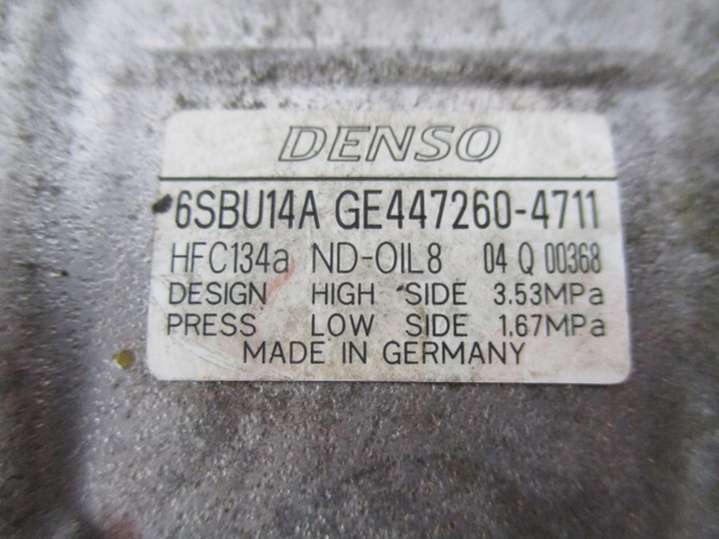 DENSO
6SBU14A GE447260-4711
HFC134a ND-OIL8 04 Q 00368
DESIGN HIGH SIDE 3.53MPa
PRESS LOW SIDE 1.67MPa
MADE IN GERMANY